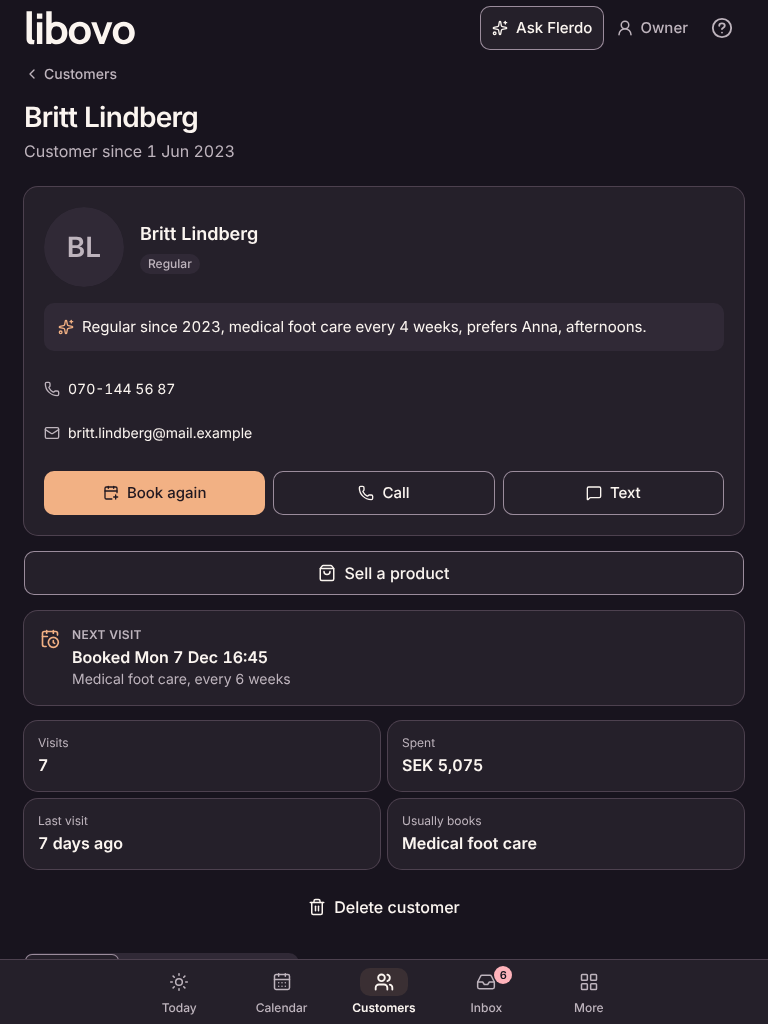 libovo
Ask Flerdo
Owner
Customers
Britt Lindberg
Customer since 1 Jun 2023
BL
Britt Lindberg
Regular
Regular since 2023, medical foot care every 4 weeks, prefers Anna, afternoons.
070-144 56 87
britt.lindberg@mail.example
Book again
Call
Text
Sell a product
NEXT VISIT
Booked Mon 7 Dec 16:45
Medical foot care, every 6 weeks
Visits
7
Spent
SEK 5,075
Last visit
7 days ago
Usually books
Medical foot care
Delete customer
Today
Calendar
Customers
6
Inbox
More